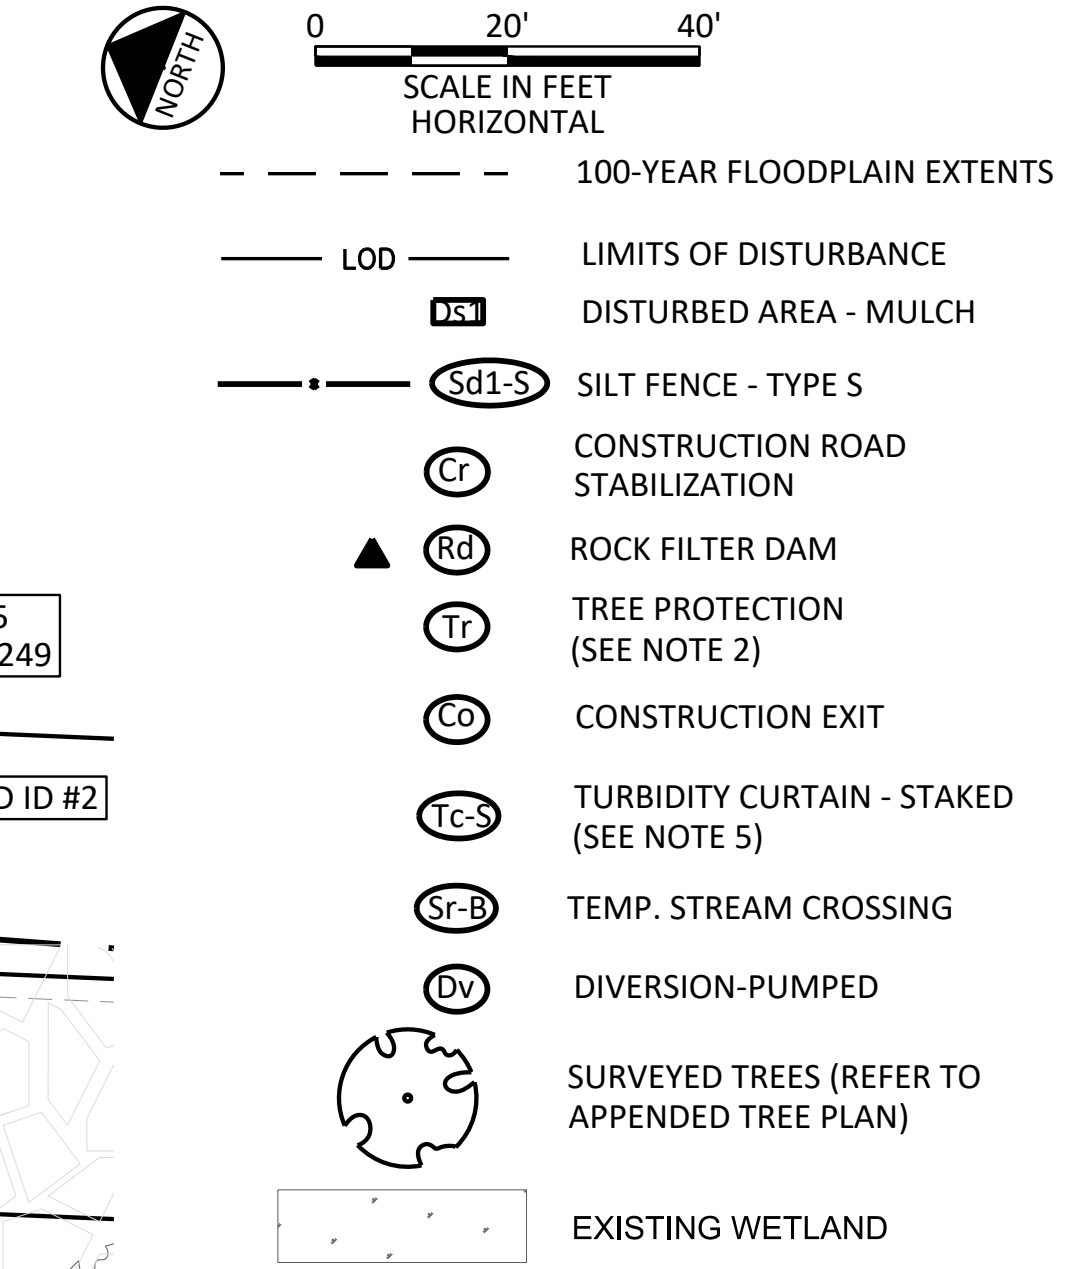 NORTH
0 20' 40'
SCALE IN FEET
HORIZONTAL
100-YEAR FLOODPLAIN EXTENTS
LOD LIMITS OF DISTURBANCE
Ds1 DISTURBED AREA - MULCH
Sd1-S SILT FENCE - TYPE S
Cr CONSTRUCTION ROAD
STABILIZATION
Rd ROCK FILTER DAM
Tr TREE PROTECTION
(SEE NOTE 2)
Co CONSTRUCTION EXIT
Tc-S TURBIDITY CURTAIN - STAKED
(SEE NOTE 5)
Sr-B TEMP. STREAM CROSSING
Dv DIVERSION-PUMPED
SURVEYED TREES (REFER TO
APPENDED TREE PLAN)
EXISTING WETLAND
249
ID #2